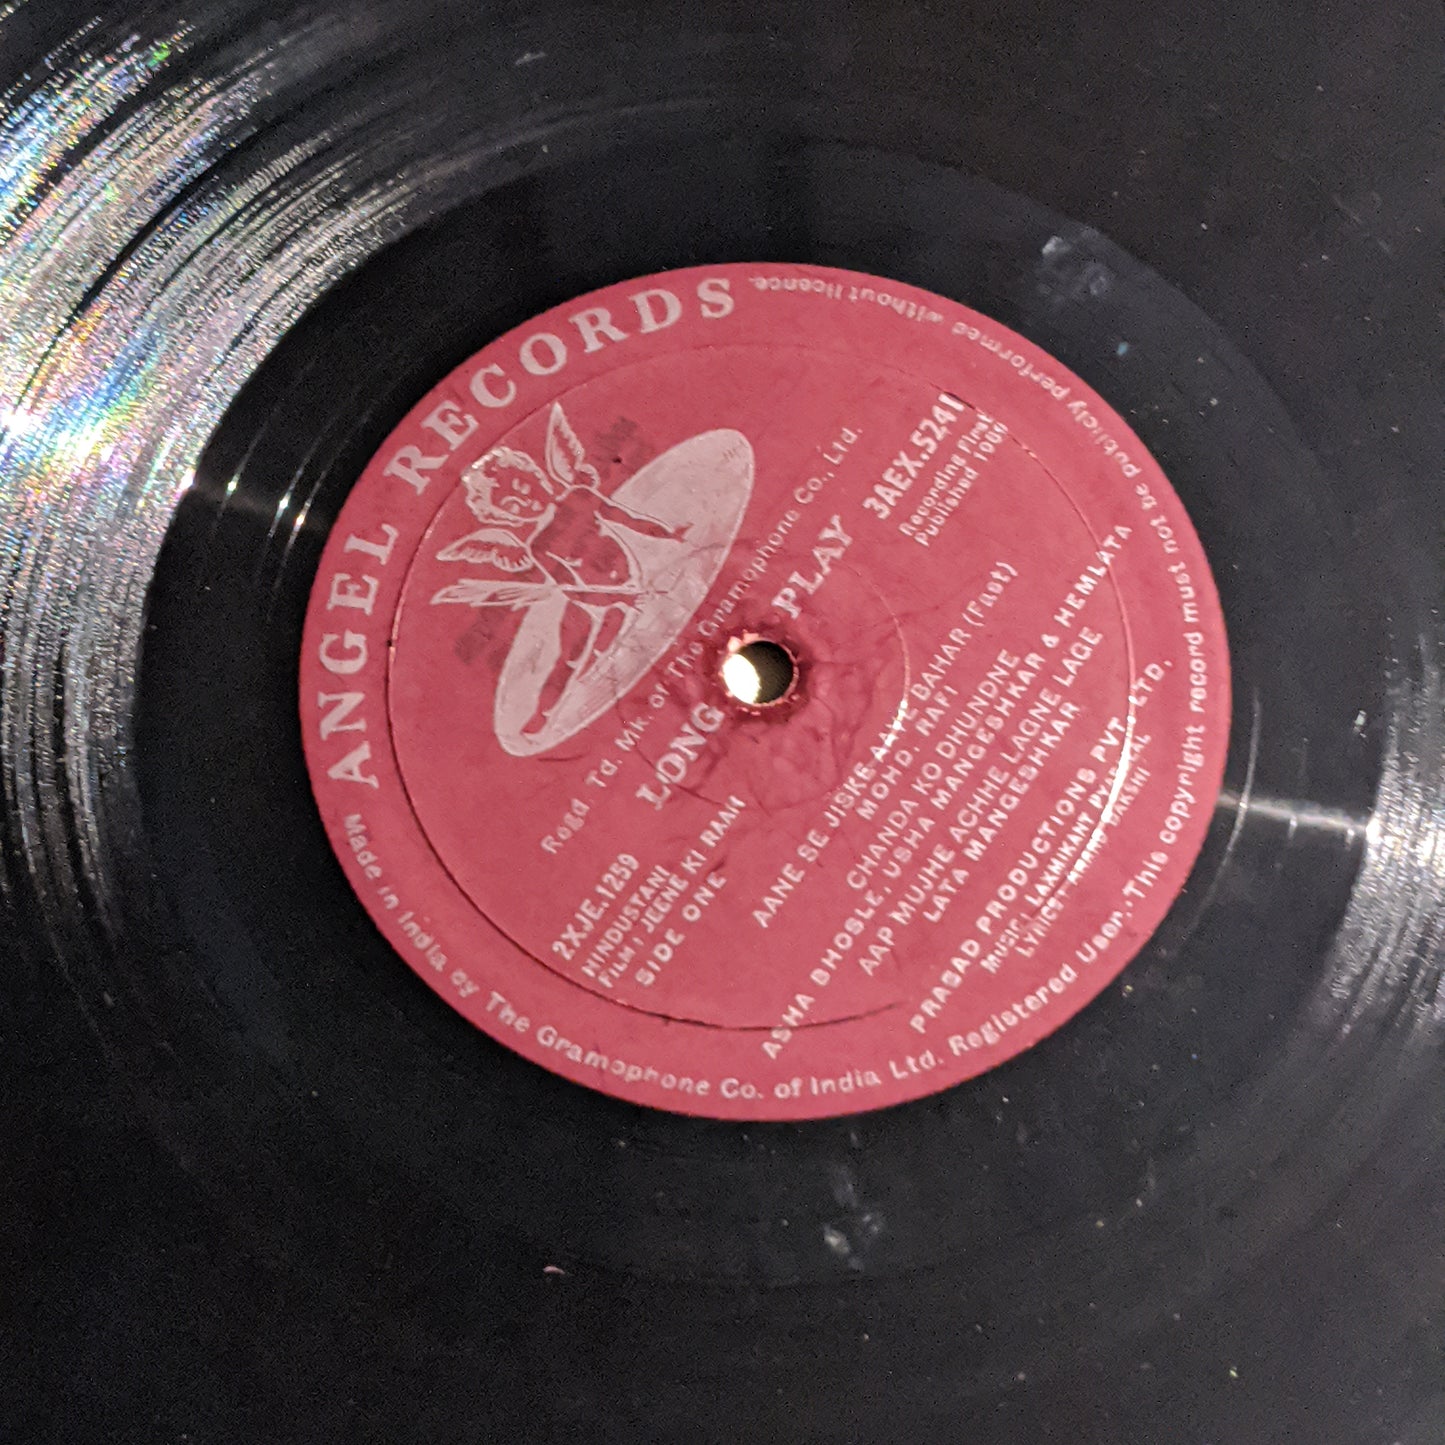 ANGEL RECORDS
Regd. Td. Mk. of The Gramophone Co., Ltd.
LONG PLAY
2XJE.1259
HINDUSTANI
FILM : JEENE KI RAAH
SIDE ONE
3AEX.5241
Recording First
Published 1969
AANE SE JISKE AAYE BAHAR (Fast)
MOHD. RAFI
CHANDA KO DHUNDNE
ASHA BHOSLE, USHA MANGESHKAR & HEMLATA
AAP MUJHE ACHHE LAGNE LAGE
LATA MANGESHKAR
PRASAD PRODUCTIONS PVT. LTD.
MUSIC: LAXMIKANT PYARELAL
LYRICS: ANAND BAKSHI
Made in India by The Gramophone Co. of India Ltd. Registered User. · This copyright record must not be publicly performed without licence.